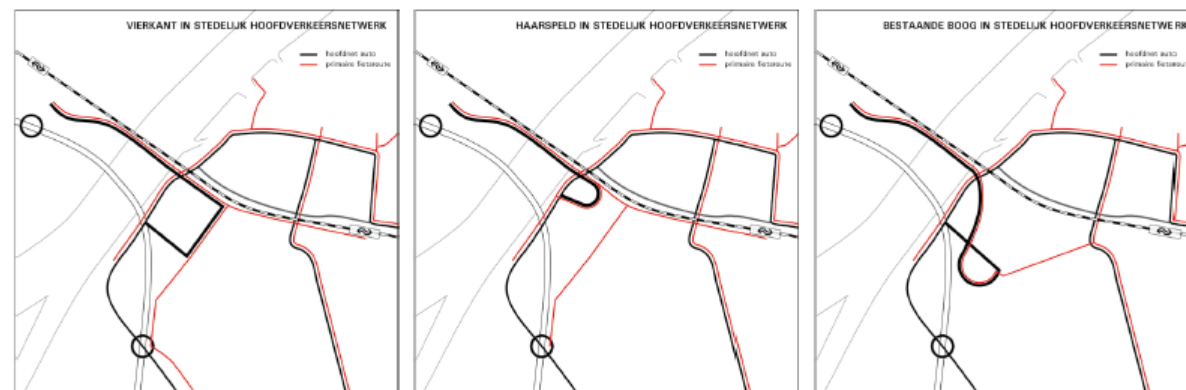 VIERKANT IN STEDELIJK HOOFDVERKEERSNETWERK
hoofdnet auto
primaire fietsroute
HAARSPELD IN STEDELIJK HOOFDVERKEERSNETWERK
hoofdnet auto
primaire fietsroute
BESTAANDE BOOG IN STEDELIJK HOOFDVERKEERSNETWERK
hoofdnet auto
primaire fietsroute